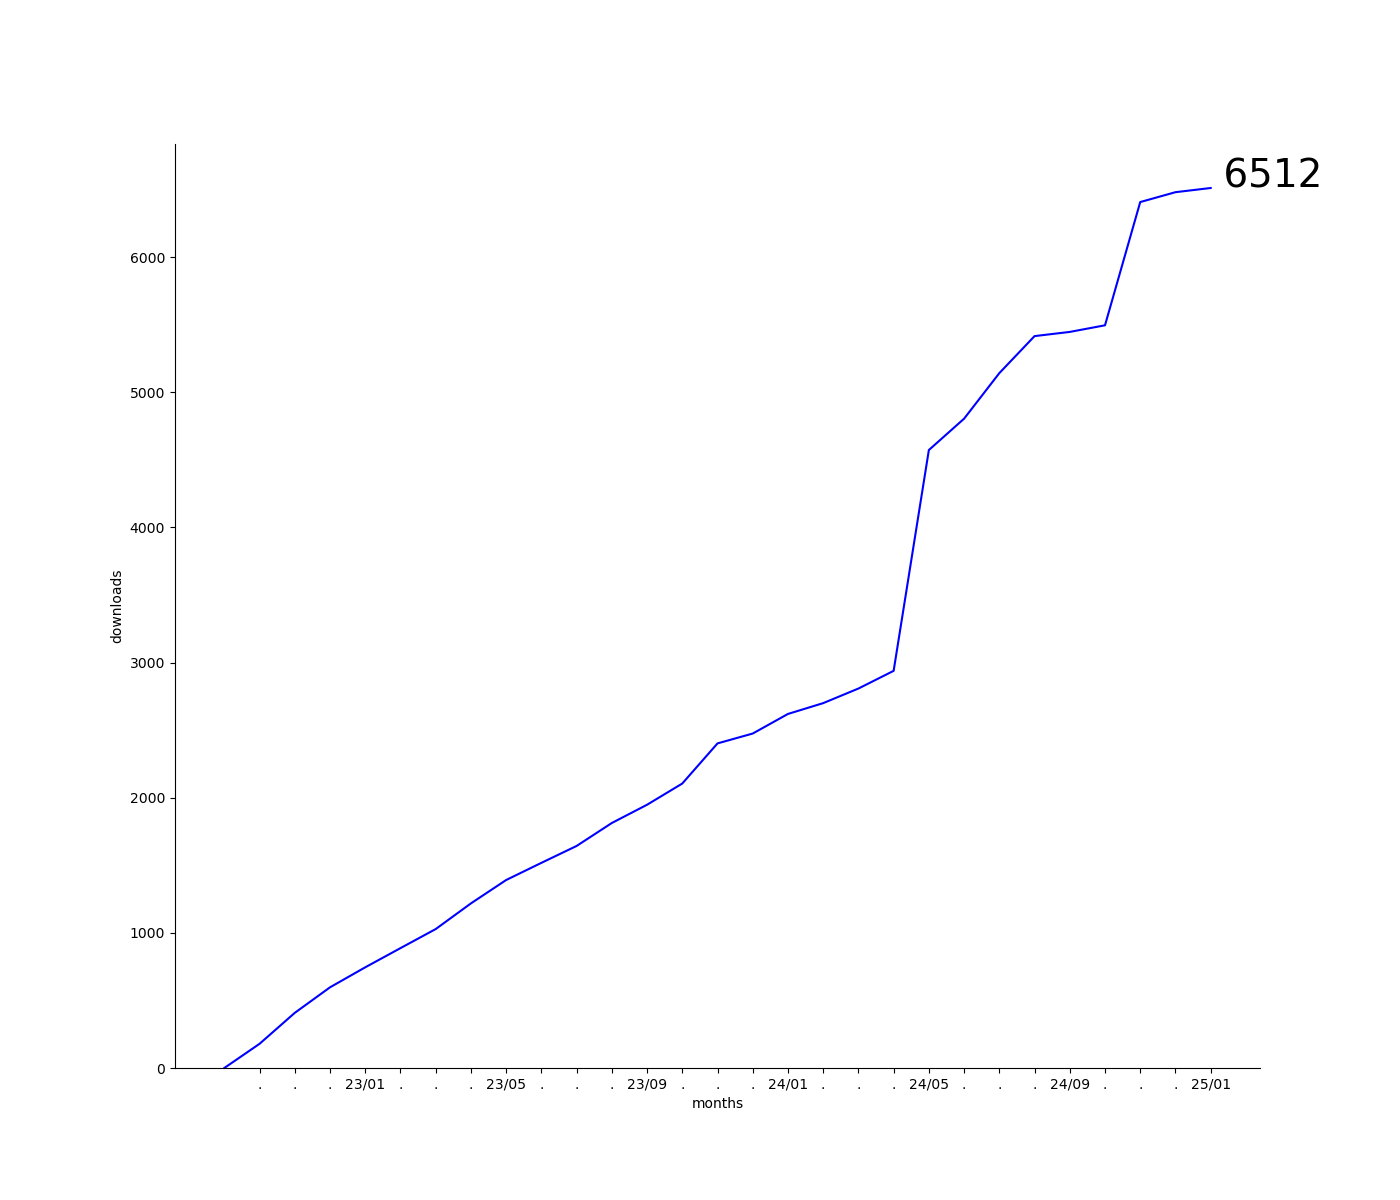 6512
6000
5000
4000
3000
2000
1000
0
downloads
. . . 23/01 . . . 23/05 . . . 23/09 . . . 24/01 . . . 24/05 . . . 24/09 . . . 25/01
months